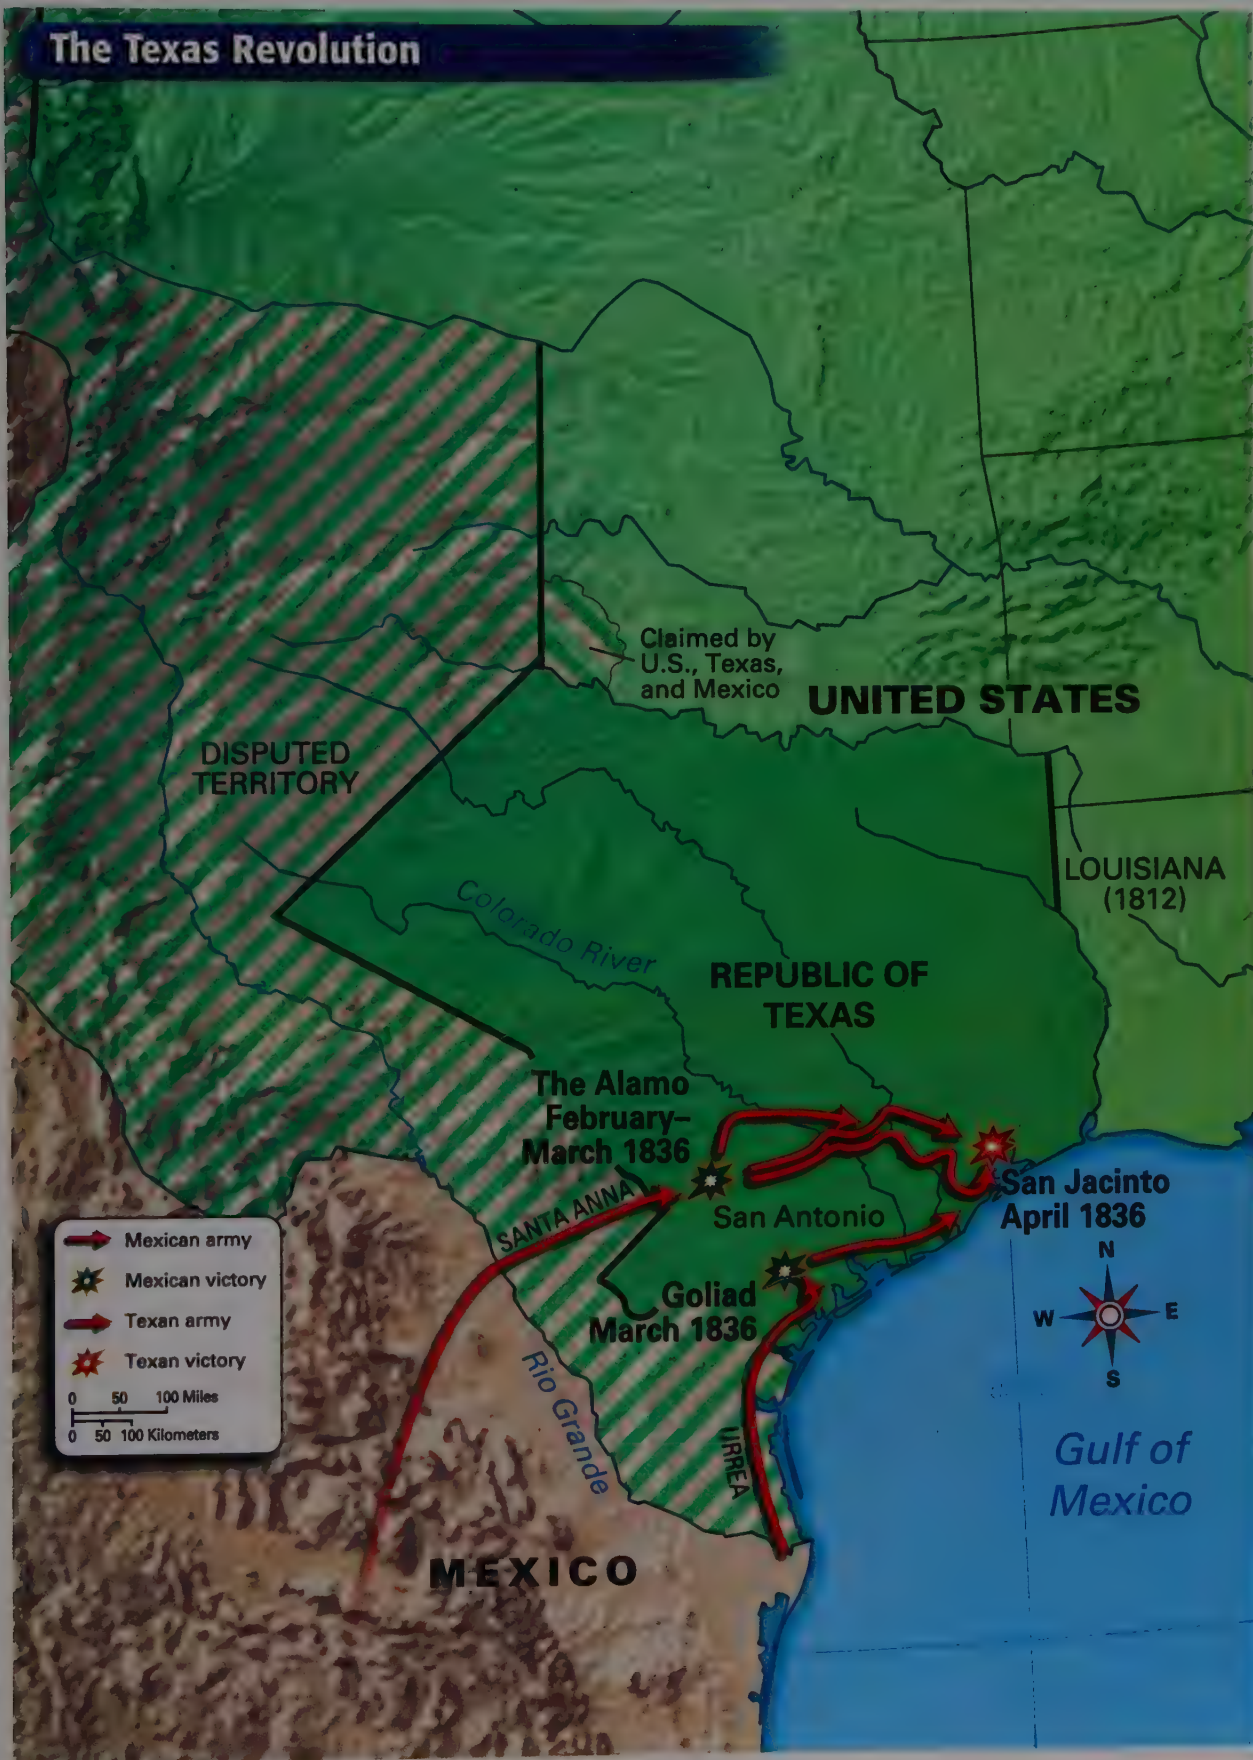 The Texas Revolution
Claimed by
U.S., Texas,
and Mexico
UNITED STATES
DISPUTED
TERRITORY
LOUISIANA
(1812)
Colorado River
REPUBLIC OF
TEXAS
The Alamo
February–
March 1836
SANTA ANNA
San Antonio
San Jacinto
April 1836
Goliad
March 1836
N
W
E
S
Mexican army
Mexican victory
Texan army
Texan victory
0 50 100 Miles
0 50 100 Kilometers
Rio Grande
URREA
Gulf of
Mexico
MEXICO